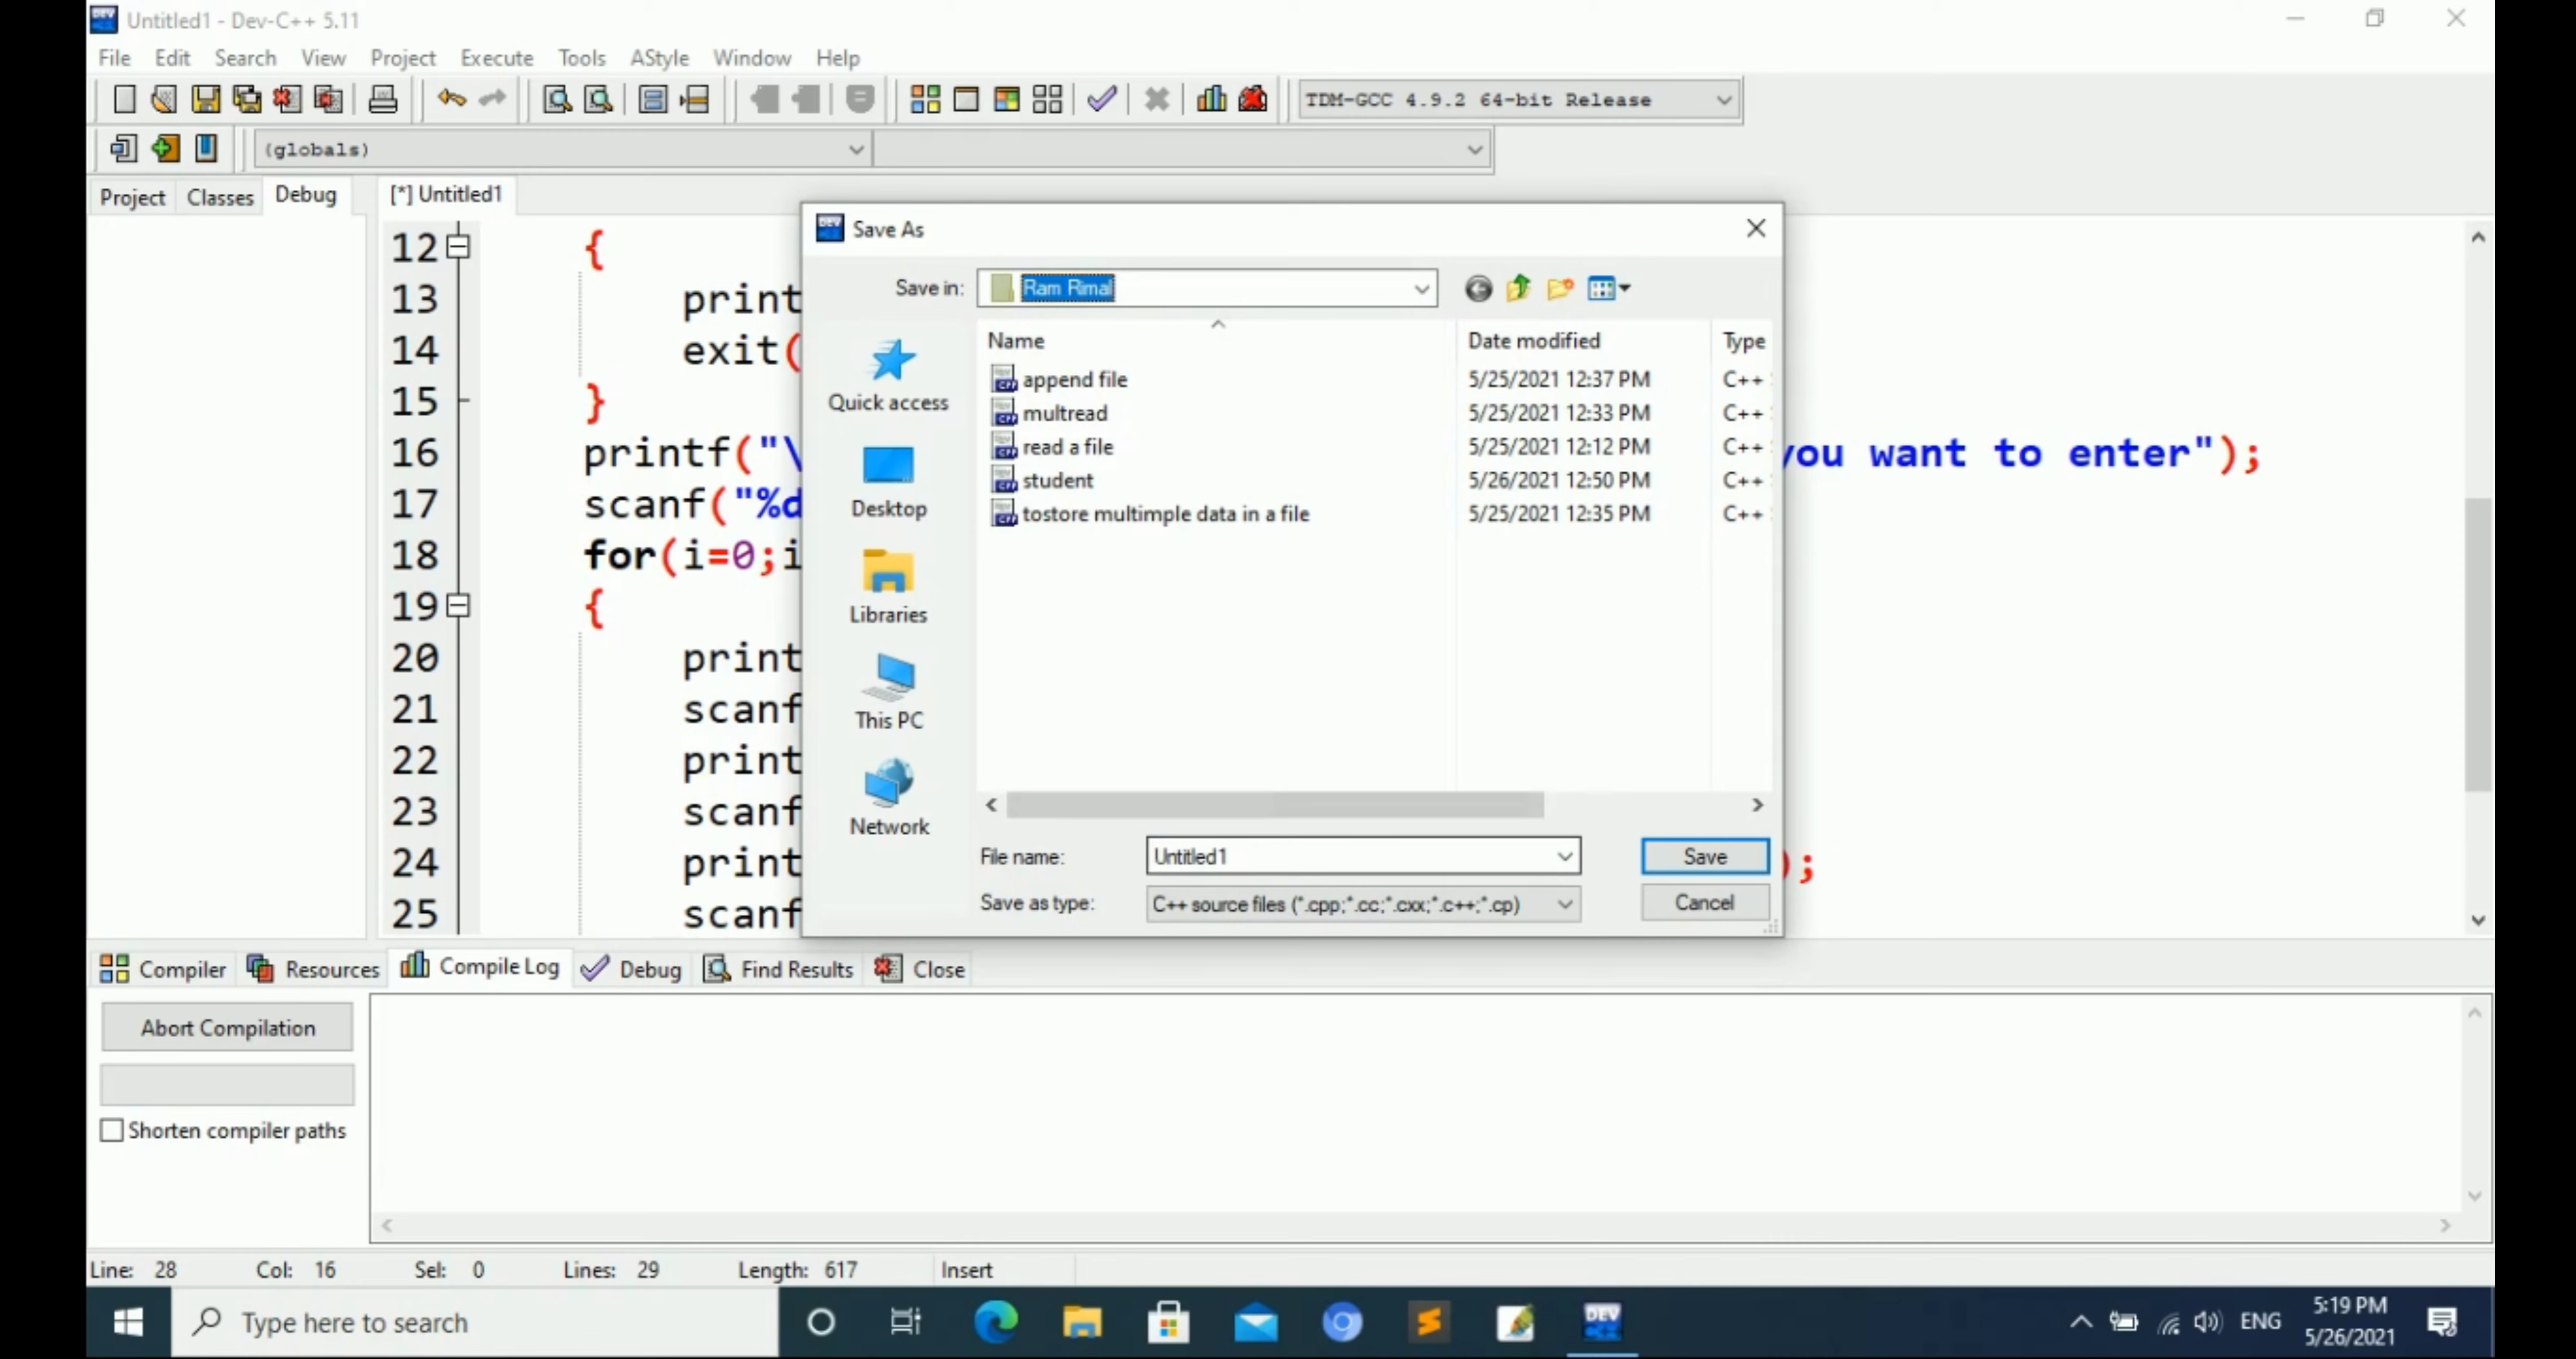 Untitled1 - Dev-C++ 5.11
File Edit Search View Project Execute Tools AStyle Window Help
TDM-GCC 4.9.2 64-bit Release
(globals)
Project Classes Debug
[*] Untitled1
12 {
13 print
14 exit(
15 }
16 printf("\ you want to enter");
17 scanf("%d
18 for(i=0;i
19 {
20 print
21 scanf
22 print
23 scanf
24 print );
25 scanf
Save As
Save in: Ram Rimal
Name Date modified Type
append file 5/25/2021 12:37 PM C++
multread 5/25/2021 12:33 PM C++
read a file 5/25/2021 12:12 PM C++
student 5/26/2021 12:50 PM C++
tostore multimple data in a file 5/25/2021 12:35 PM C++
Quick access
Desktop
Libraries
This PC
Network
File name: Untitled1 Save
Save as type: C++ source files (*.cpp;*.cc;*.cxx;*.c++;*.cp) Cancel
Compiler Resources Compile Log Debug Find Results Close
Abort Compilation
Shorten compiler paths
Line: 28 Col: 16 Sel: 0 Lines: 29 Length: 617 Insert
Type here to search
DEV
ENG
5:19 PM
5/26/2021